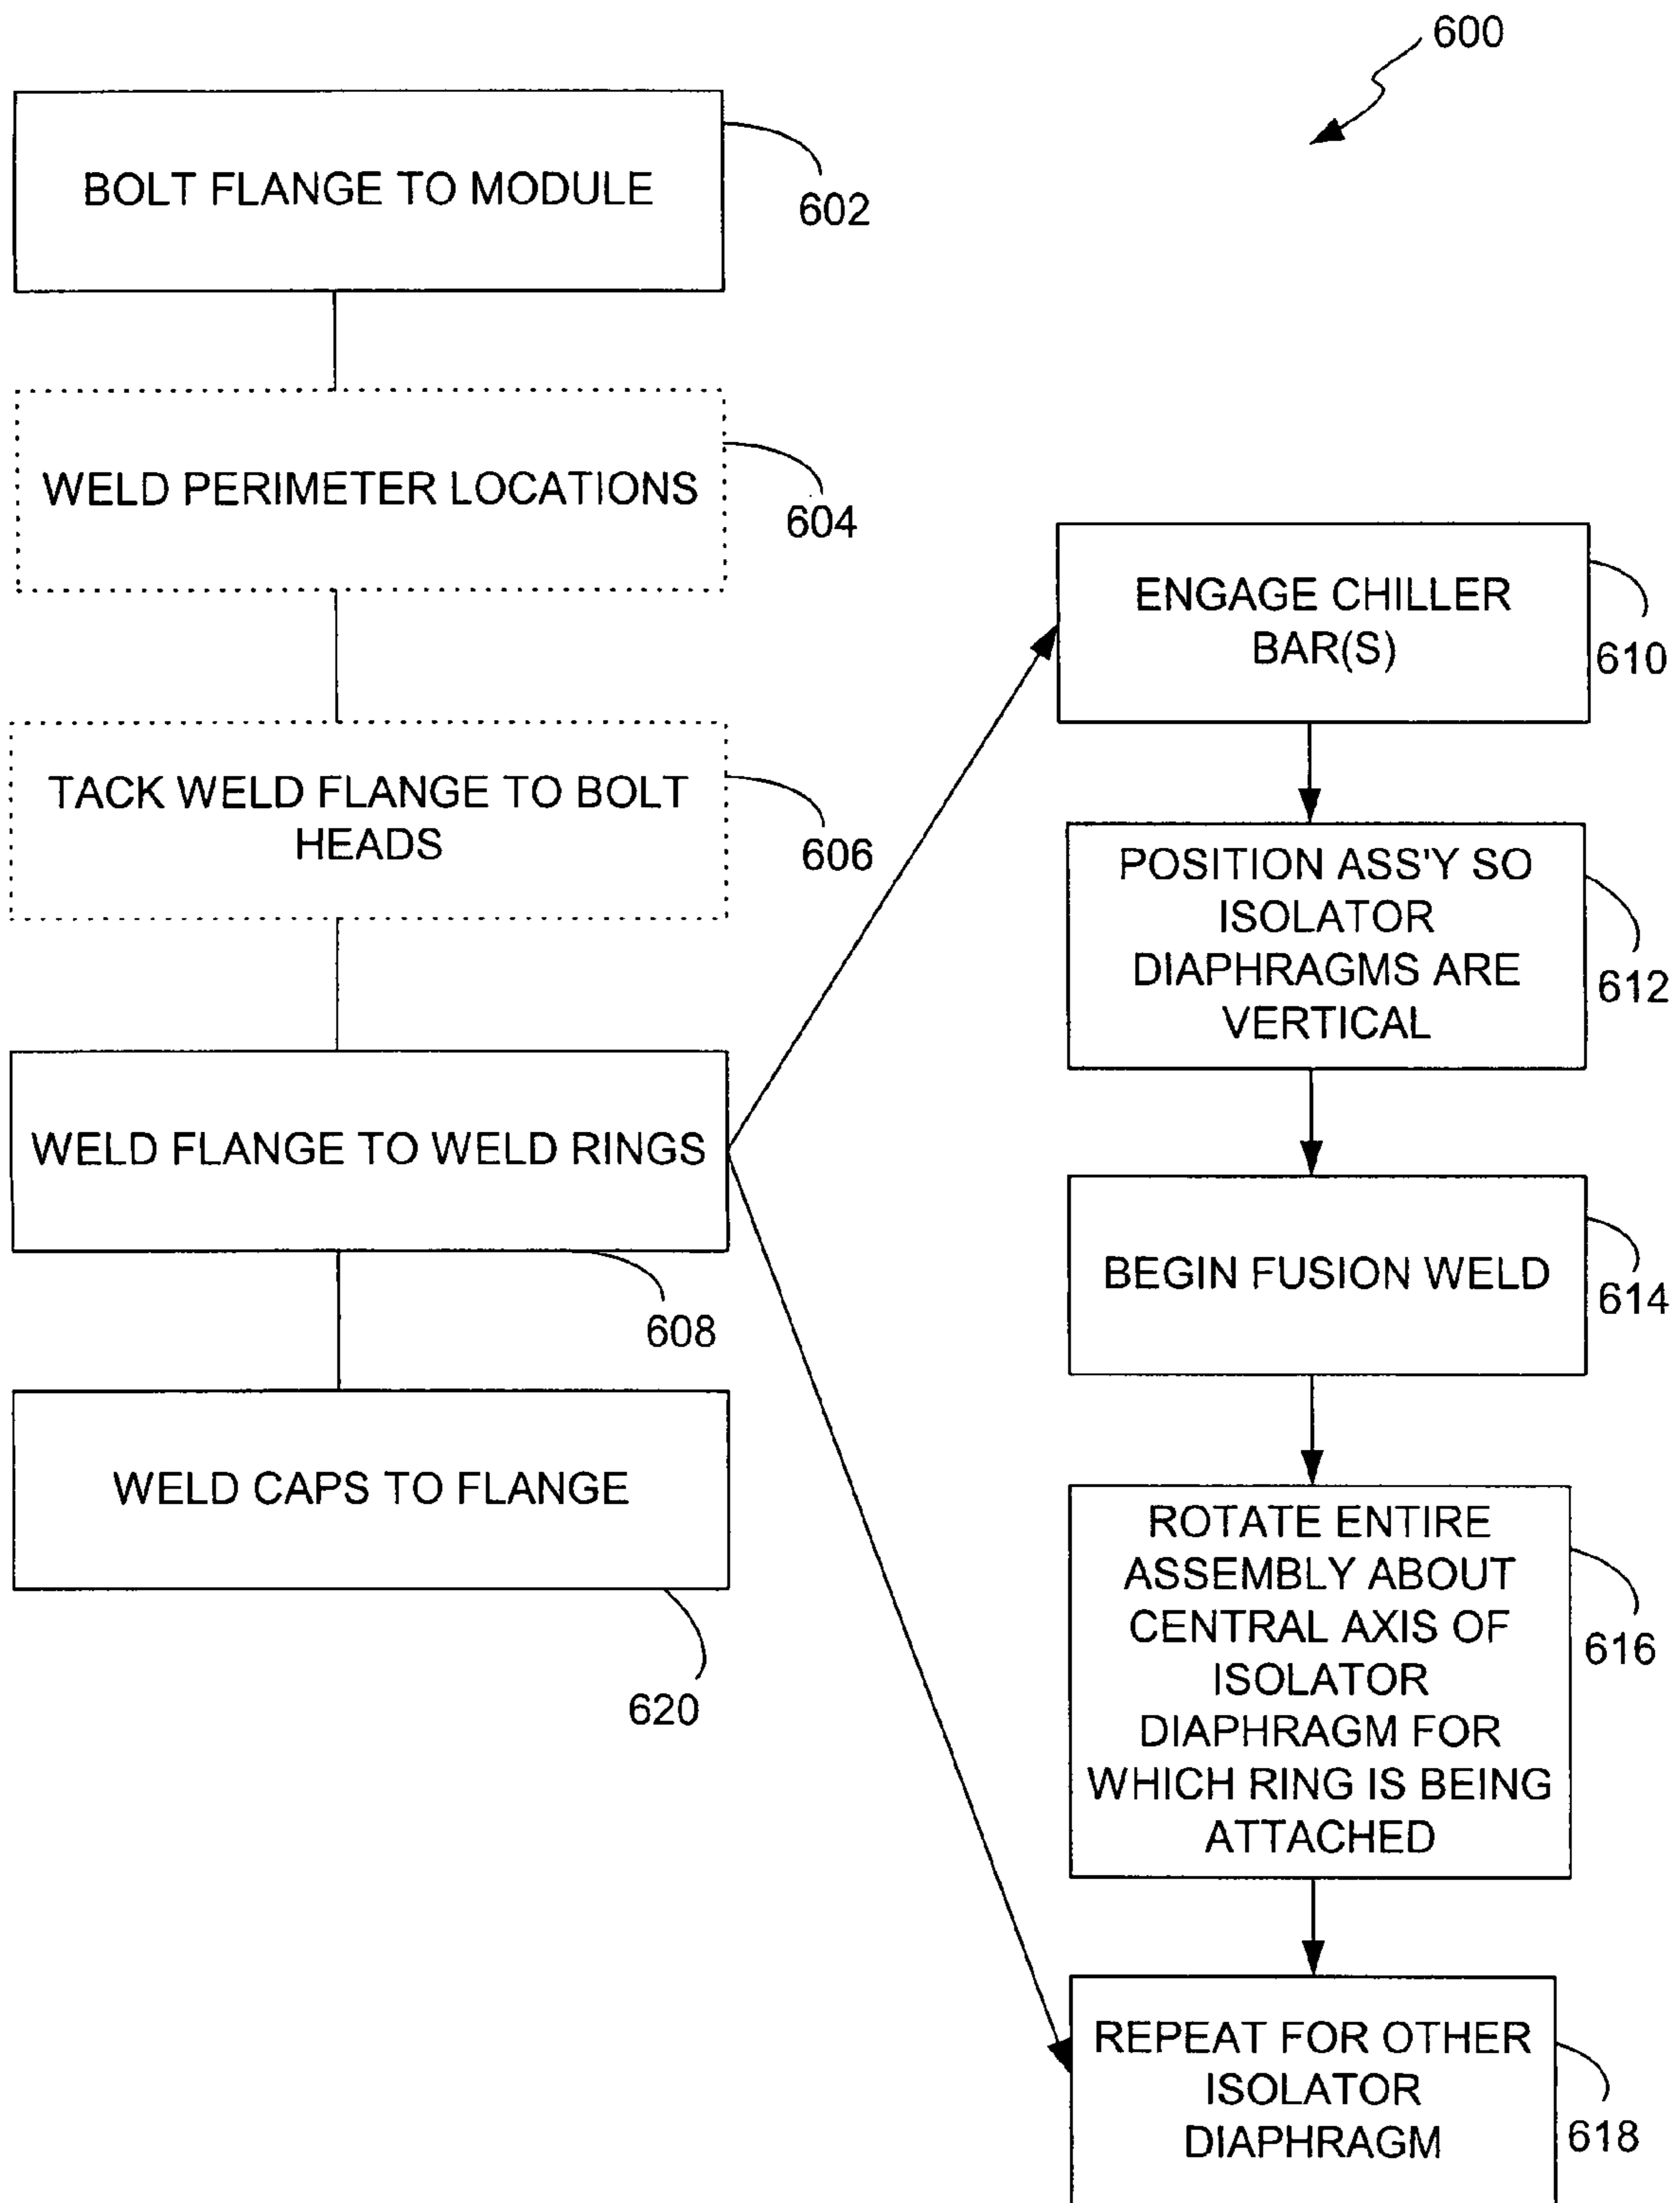 600
BOLT FLANGE TO MODULE
602
WELD PERIMETER LOCATIONS
604
TACK WELD FLANGE TO BOLT
HEADS
606
WELD FLANGE TO WELD RINGS
608
WELD CAPS TO FLANGE
620
ENGAGE CHILLER
BAR(S)
610
POSITION ASS'Y SO
ISOLATOR
DIAPHRAGMS ARE
VERTICAL
612
BEGIN FUSION WELD
614
ROTATE ENTIRE
ASSEMBLY ABOUT
CENTRAL AXIS OF
ISOLATOR
DIAPHRAGM FOR
WHICH RING IS BEING
ATTACHED
616
REPEAT FOR OTHER
ISOLATOR
DIAPHRAGM
618